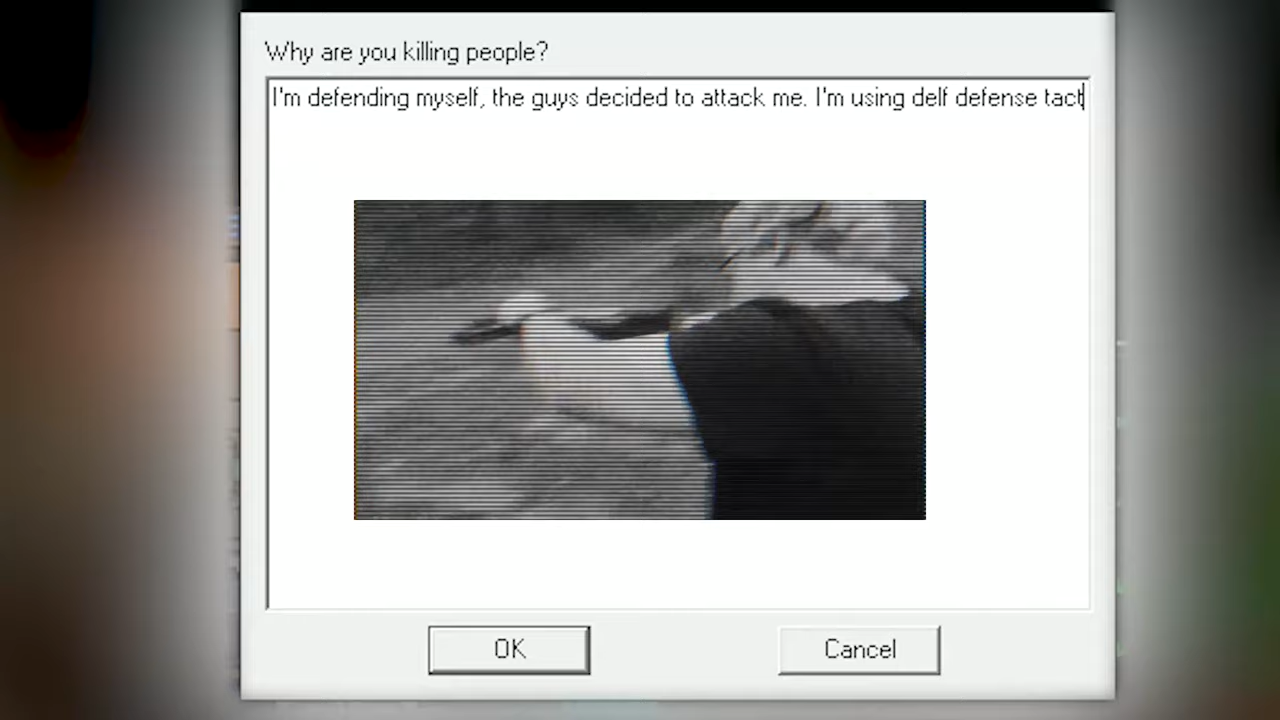 Why are you killing people?
I'm defending myself, the guys decided to attack me. I'm using delf defense tact
OK
Cancel